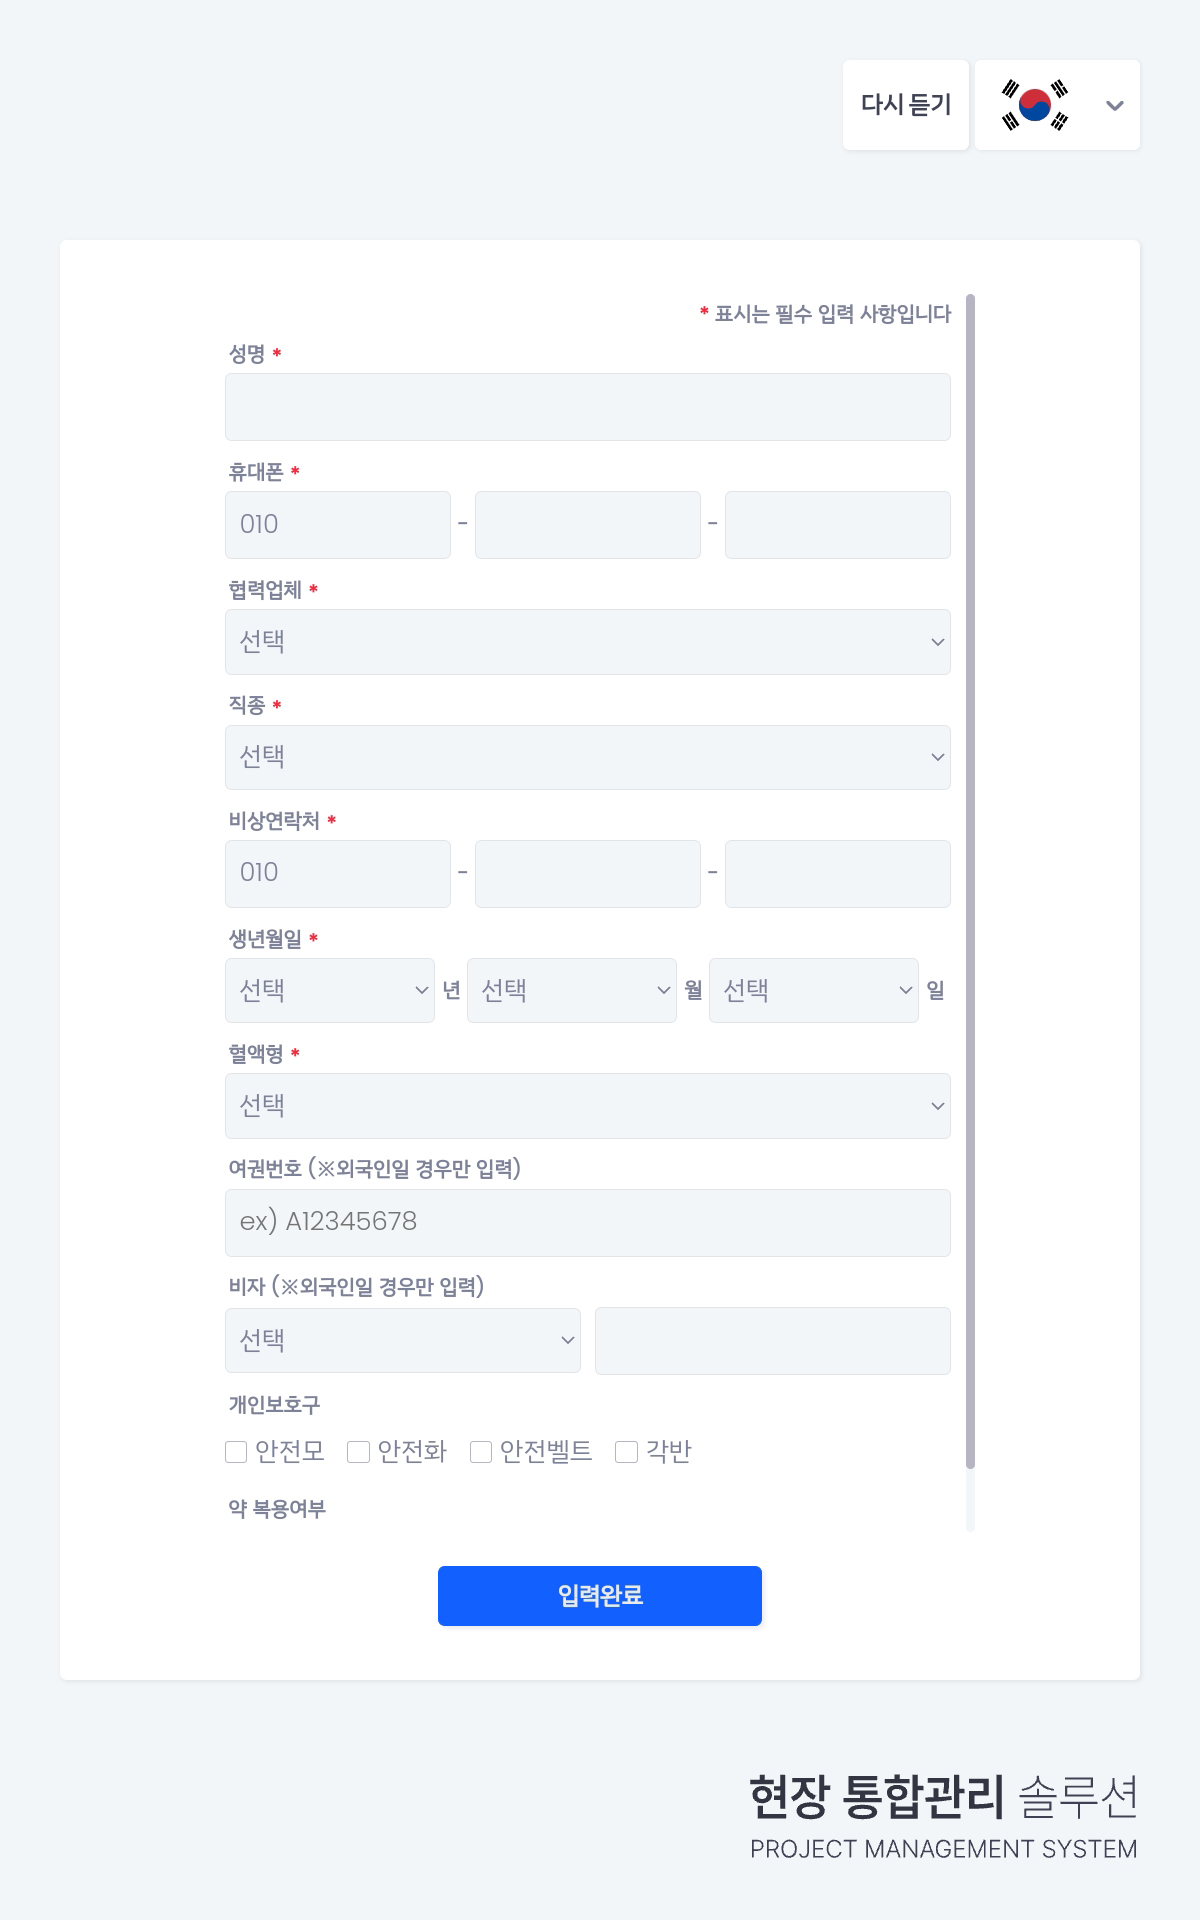 다시 듣기
* 표시는 필수 입력 사항입니다
성명 *
휴대폰 *
010 - -
협력업체 *
선택
직종 *
선택
비상연락처 *
010 - -
생년월일 *
선택 년 선택 월 선택 일
혈액형 *
선택
여권번호 (※외국인일 경우만 입력)
ex) A12345678
비자 (※외국인일 경우만 입력)
선택
개인보호구
안전모 안전화 안전벨트 각반
약 복용여부
입력완료
현장 통합관리 솔루션
PROJECT MANAGEMENT SYSTEM